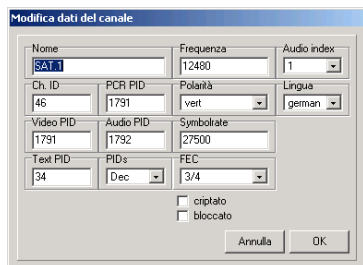 Modifica dati del canale
Nome Frequenza Audio index
SAT.1 12480 1
Ch. ID PCR PID Polarità Lingua
46 1791 vert german
Video PID Audio PID Symbolrate
1791 1792 27500
Text PID PIDs FEC
34 Dec 3/4
criptato
bloccato
Annulla OK